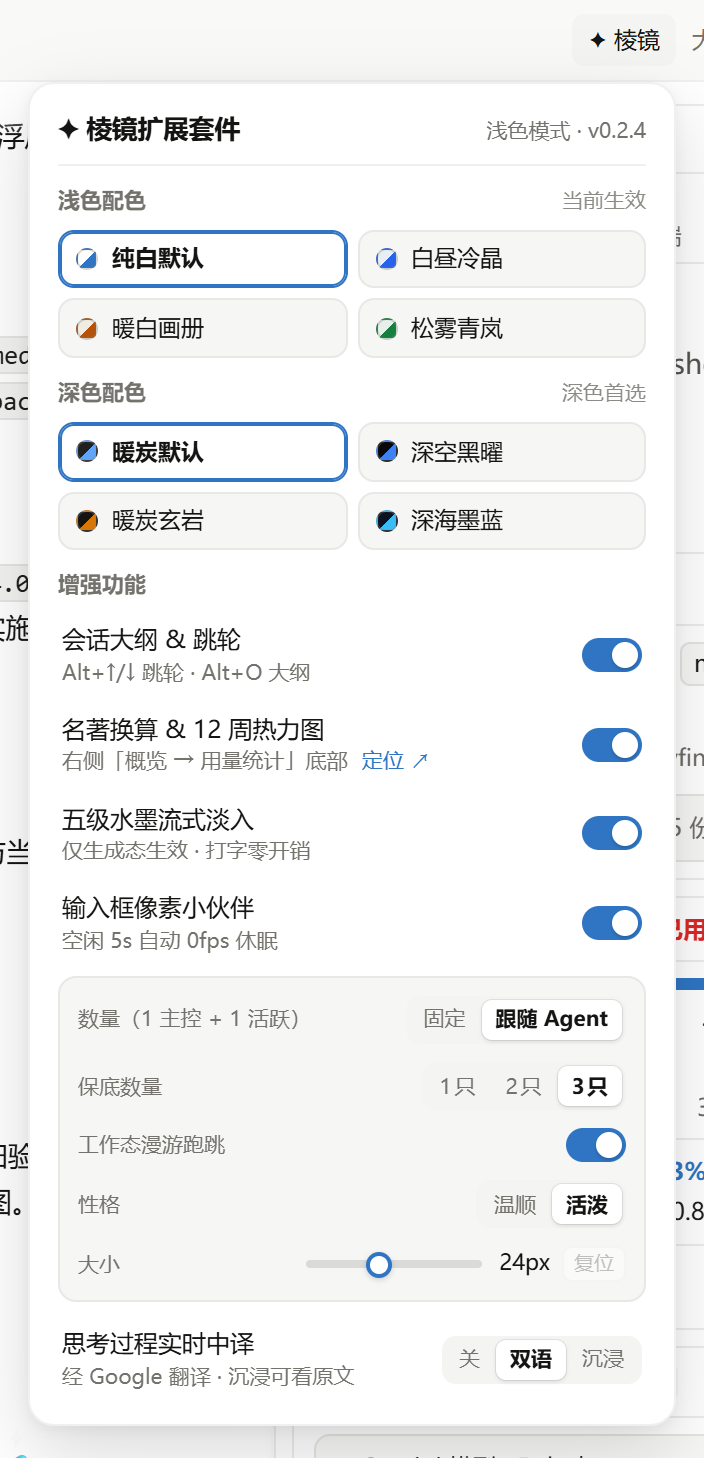 ✦ 棱镜
✦ 棱镜扩展套件
浅色模式 · v0.2.4
浅色配色
当前生效
纯白默认
白昼冷晶
暖白画册
松雾青岚
深色配色
深色首选
暖炭默认
深空黑曜
暖炭玄岩
深海墨蓝
增强功能
会话大纲 & 跳轮
Alt+↑/↓ 跳轮 · Alt+O 大纲
名著换算 & 12 周热力图
右侧「概览 → 用量统计」底部 定位 ↗
五级水墨流式淡入
仅生成态生效 · 打字零开销
输入框像素小伙伴
空闲 5s 自动 0fps 休眠
数量（1 主控 + 1 活跃）
固定 跟随 Agent
保底数量
1只 2只 3只
工作态漫游跑跳
性格
温顺 活泼
大小
24px 复位
思考过程实时中译
经 Google 翻译 · 沉浸可看原文
关 双语 沉浸